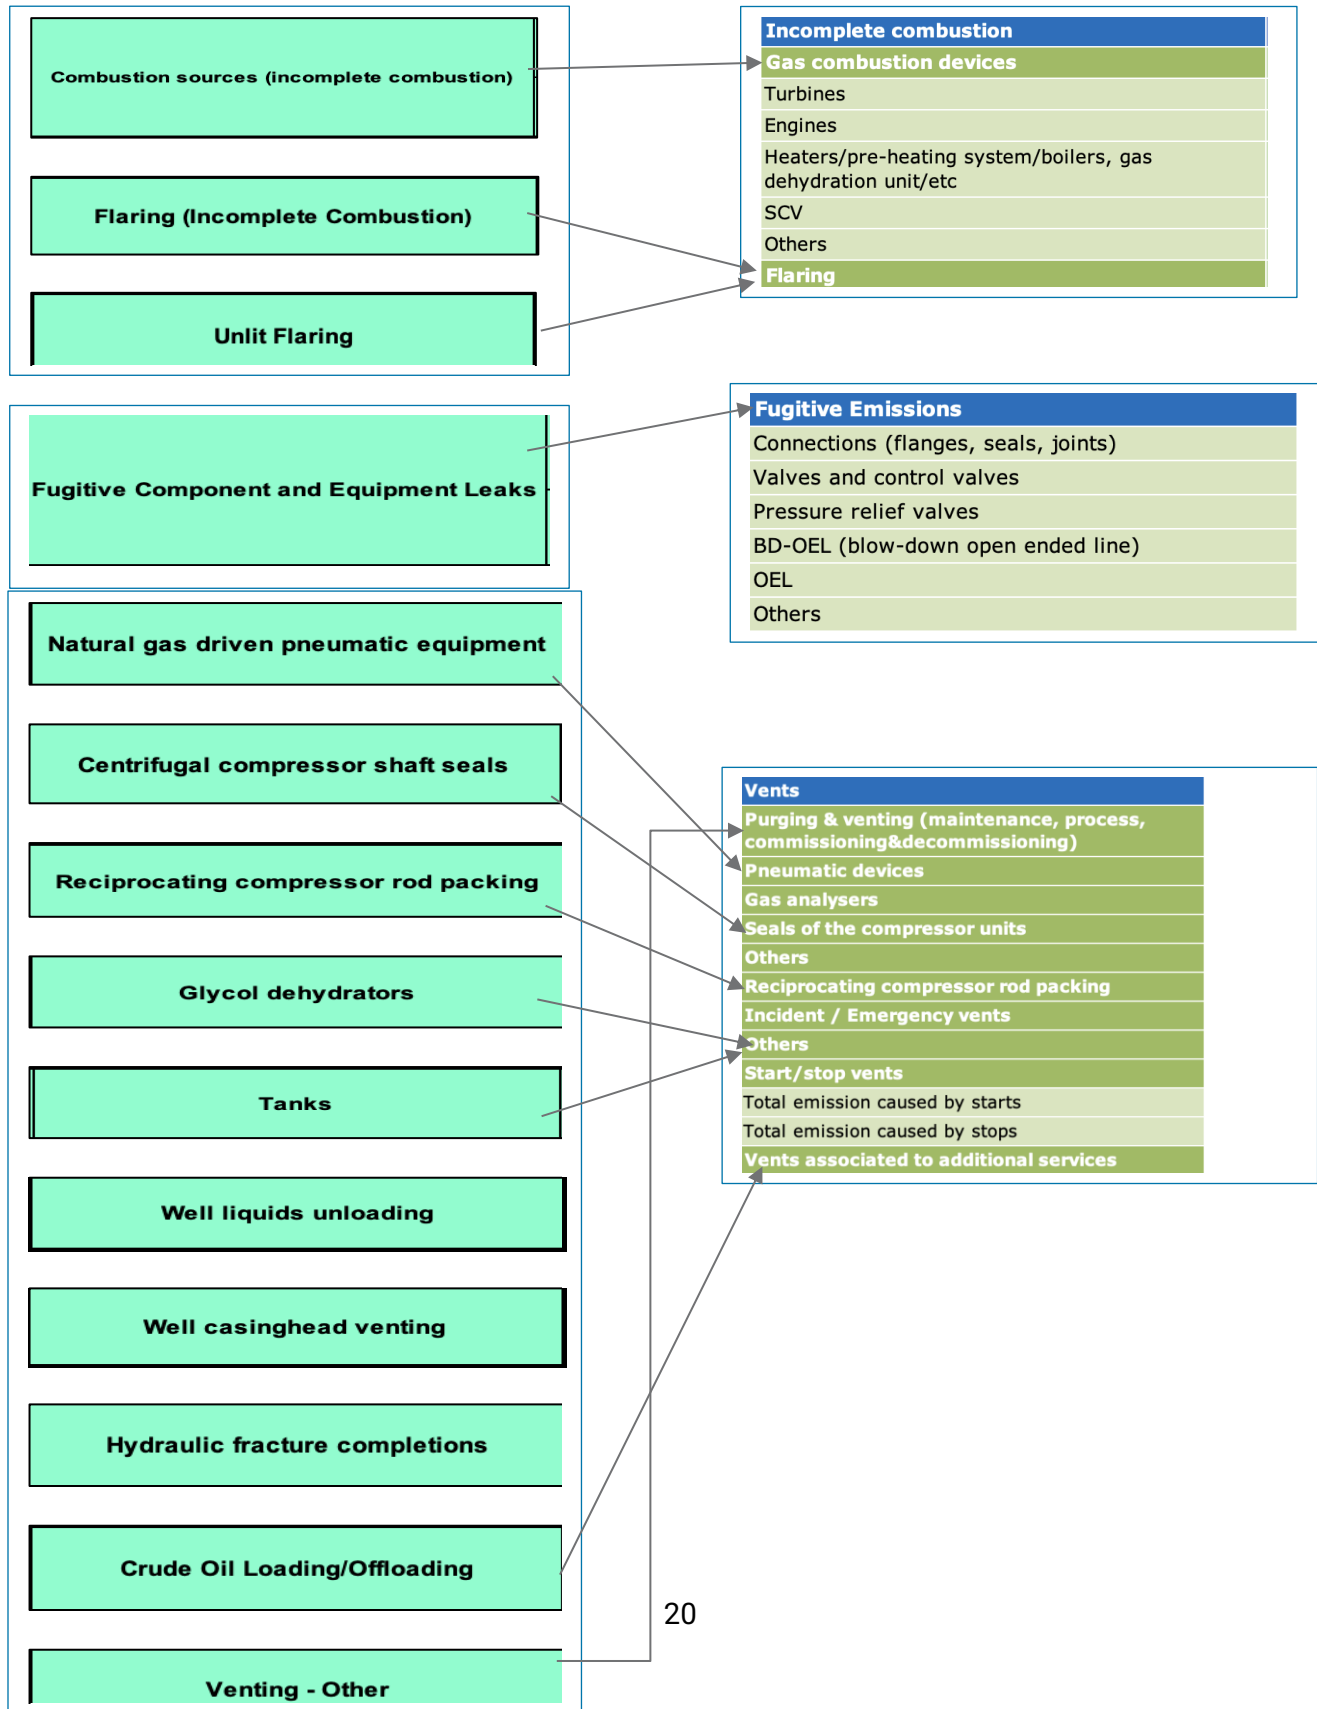 Combustion sources (incomplete combustion)
Flaring (Incomplete Combustion)
Unlit Flaring
Incomplete combustion
Gas combustion devices
Turbines
Engines
Heaters/pre-heating system/boilers, gas
dehydration unit/etc
SCV
Others
Flaring
Fugitive Component and Equipment Leaks
Fugitive Emissions
Connections (flanges, seals, joints)
Valves and control valves
Pressure relief valves
BD-OEL (blow-down open ended line)
OEL
Others
Natural gas driven pneumatic equipment
Centrifugal compressor shaft seals
Reciprocating compressor rod packing
Glycol dehydrators
Tanks
Well liquids unloading
Well casinghead venting
Hydraulic fracture completions
Crude Oil Loading/Offloading
Venting - Other
Vents
Purging & venting (maintenance, process,
commissioning&decommissioning)
Pneumatic devices
Gas analysers
Seals of the compressor units
Others
Reciprocating compressor rod packing
Incident / Emergency vents
Others
Start/stop vents
Total emission caused by starts
Total emission caused by stops
Vents associated to additional services
20